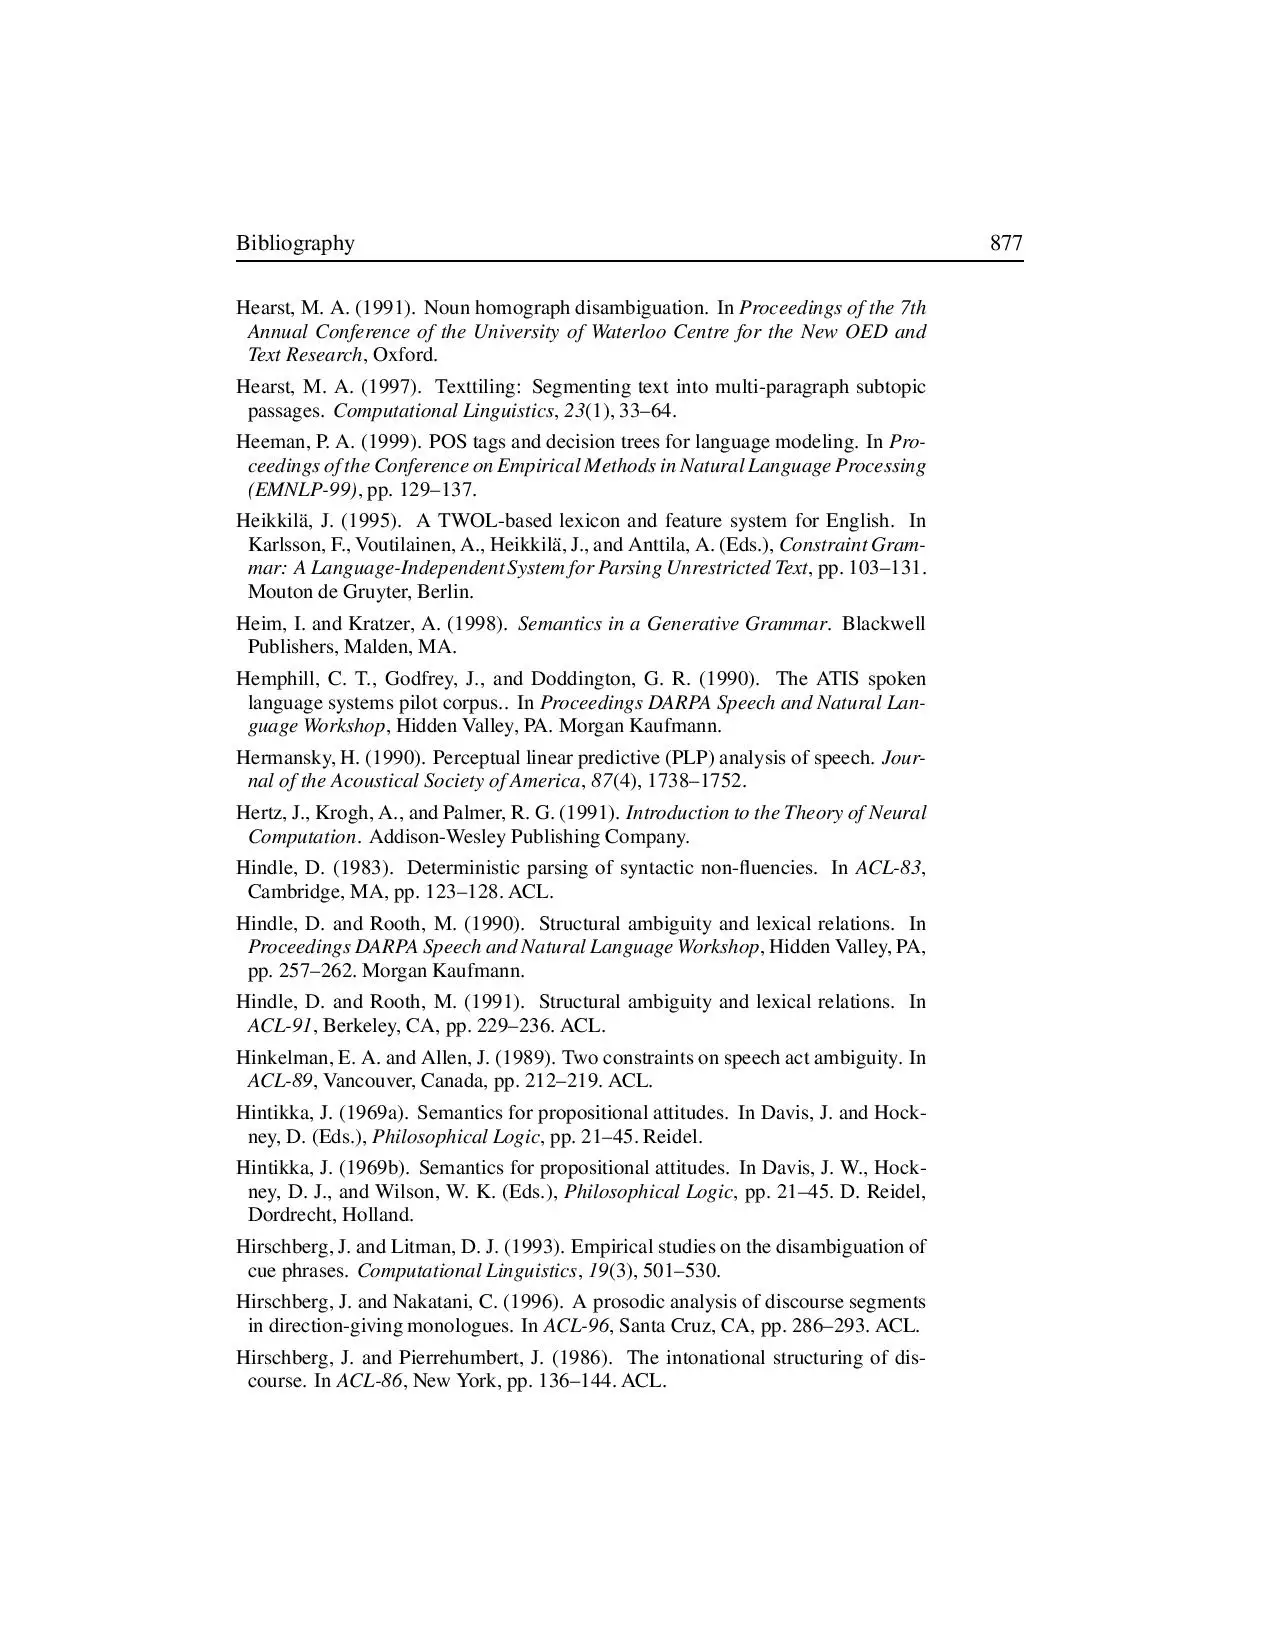 Bibliography 877
Hearst, M. A. (1991). Noun homograph disambiguation. In Proceedings of the 7th
Annual Conference of the University of Waterloo Centre for the New OED and
Text Research, Oxford.
Hearst, M. A. (1997). Texttiling: Segmenting text into multi-paragraph subtopic
passages. Computational Linguistics, 23(1), 33–64.
Heeman, P. A. (1999). POS tags and decision trees for language modeling. In Pro-
ceedings of the Conference on Empirical Methods in Natural Language Processing
(EMNLP-99), pp. 129–137.
Heikkilä, J. (1995). A TWOL-based lexicon and feature system for English. In
Karlsson, F., Voutilainen, A., Heikkilä, J., and Anttila, A. (Eds.), Constraint Gram-
mar: A Language-Independent System for Parsing Unrestricted Text, pp. 103–131.
Mouton de Gruyter, Berlin.
Heim, I. and Kratzer, A. (1998). Semantics in a Generative Grammar. Blackwell
Publishers, Malden, MA.
Hemphill, C. T., Godfrey, J., and Doddington, G. R. (1990). The ATIS spoken
language systems pilot corpus.. In Proceedings DARPA Speech and Natural Lan-
guage Workshop, Hidden Valley, PA. Morgan Kaufmann.
Hermansky, H. (1990). Perceptual linear predictive (PLP) analysis of speech. Jour-
nal of the Acoustical Society of America, 87(4), 1738–1752.
Hertz, J., Krogh, A., and Palmer, R. G. (1991). Introduction to the Theory of Neural
Computation. Addison-Wesley Publishing Company.
Hindle, D. (1983). Deterministic parsing of syntactic non-fluencies. In ACL-83,
Cambridge, MA, pp. 123–128. ACL.
Hindle, D. and Rooth, M. (1990). Structural ambiguity and lexical relations. In
Proceedings DARPA Speech and Natural Language Workshop, Hidden Valley, PA,
pp. 257–262. Morgan Kaufmann.
Hindle, D. and Rooth, M. (1991). Structural ambiguity and lexical relations. In
ACL-91, Berkeley, CA, pp. 229–236. ACL.
Hinkelman, E. A. and Allen, J. (1989). Two constraints on speech act ambiguity. In
ACL-89, Vancouver, Canada, pp. 212–219. ACL.
Hintikka, J. (1969a). Semantics for propositional attitudes. In Davis, J. and Hock-
ney, D. (Eds.), Philosophical Logic, pp. 21–45. Reidel.
Hintikka, J. (1969b). Semantics for propositional attitudes. In Davis, J. W., Hock-
ney, D. J., and Wilson, W. K. (Eds.), Philosophical Logic, pp. 21–45. D. Reidel,
Dordrecht, Holland.
Hirschberg, J. and Litman, D. J. (1993). Empirical studies on the disambiguation of
cue phrases. Computational Linguistics, 19(3), 501–530.
Hirschberg, J. and Nakatani, C. (1996). A prosodic analysis of discourse segments
in direction-giving monologues. In ACL-96, Santa Cruz, CA, pp. 286–293. ACL.
Hirschberg, J. and Pierrehumbert, J. (1986). The intonational structuring of dis-
course. In ACL-86, New York, pp. 136–144. ACL.